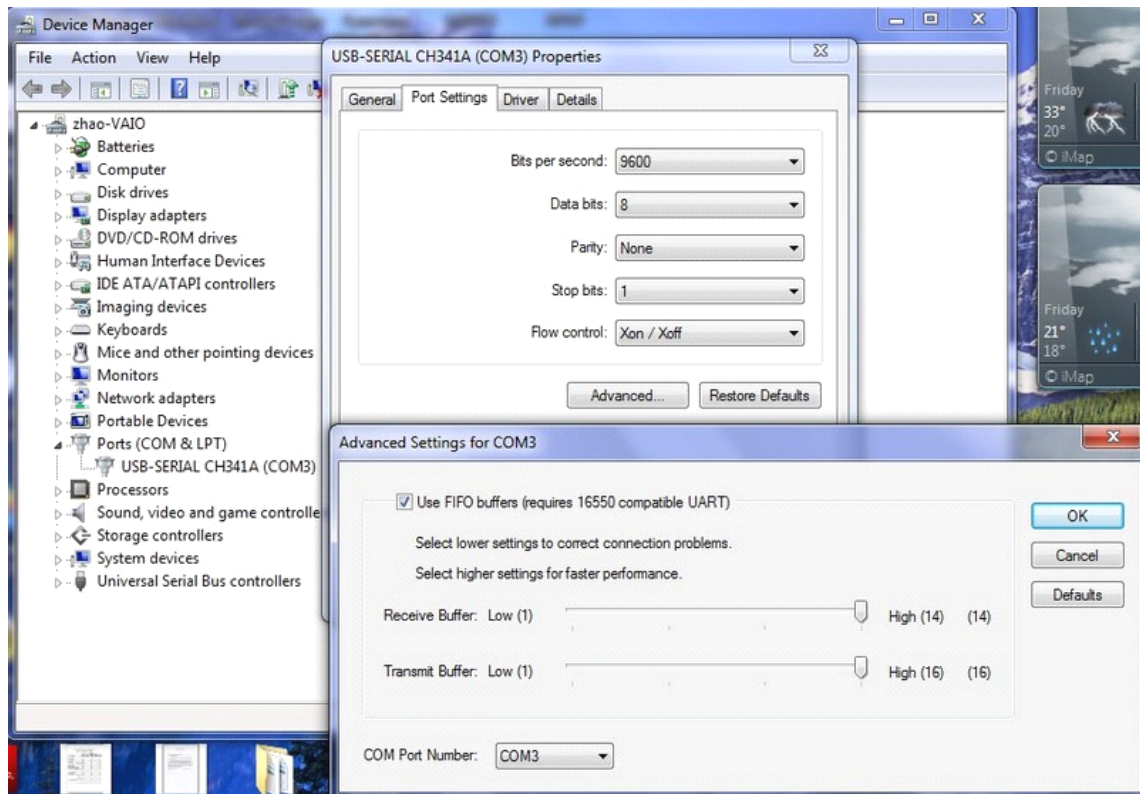 Device Manager
File Action View Help
zhao-VAIO
Batteries
Computer
Disk drives
Display adapters
DVD/CD-ROM drives
Human Interface Devices
IDE ATA/ATAPI controllers
Imaging devices
Keyboards
Mice and other pointing devices
Monitors
Network adapters
Portable Devices
Ports (COM & LPT)
USB-SERIAL CH341A (COM3)
Processors
Sound, video and game controlle
Storage controllers
System devices
Universal Serial Bus controllers
USB-SERIAL CH341A (COM3) Properties
General Port Settings Driver Details
Bits per second: 9600
Data bits: 8
Parity: None
Stop bits: 1
Flow control: Xon / Xoff
Advanced... Restore Defaults
Advanced Settings for COM3
Use FIFO buffers (requires 16550 compatible UART)
Select lower settings to correct connection problems.
Select higher settings for faster performance.
Receive Buffer: Low (1) High (14) (14)
Transmit Buffer: Low (1) High (16) (16)
COM Port Number: COM3
OK
Cancel
Defaults
Friday
33°
20°
© iMap
Friday
21°
18°
© iMap